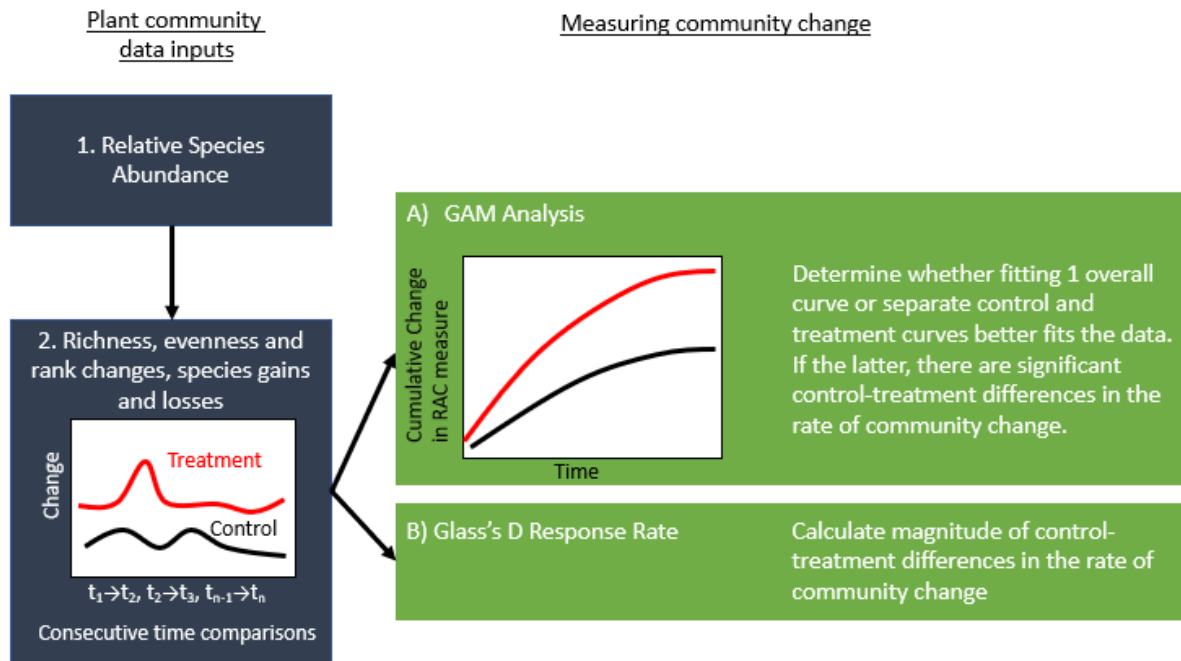 Plant community
data inputs
Measuring community change
1. Relative Species
Abundance
2. Richness, evenness and
rank changes, species gains
and losses
Change
Treatment
Control
t₁→t₂, t₂→t₃, tₙ₋₁→tₙ
Consecutive time comparisons
A) GAM Analysis
Cumulative Change
in RAC measure
Time
Determine whether fitting 1 overall
curve or separate control and
treatment curves better fits the data.
If the latter, there are significant
control-treatment differences in the
rate of community change.
B) Glass's D Response Rate
Calculate magnitude of control-
treatment differences in the rate of
community change